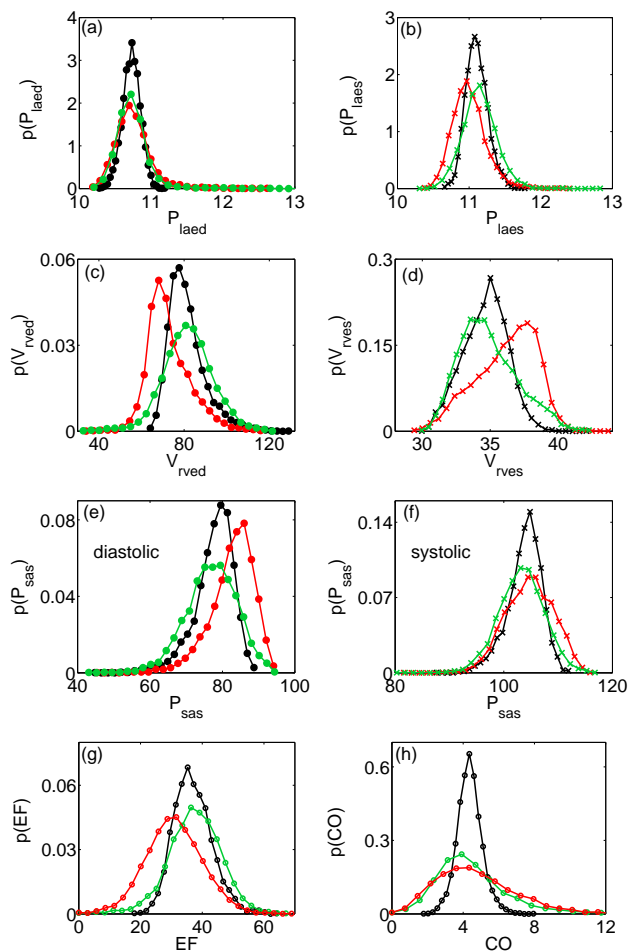 (a)
p(P_laed)
4
3
2
1
0
10 11 12 13
P_laed
(b)
p(P_laes)
3
2
1
0
10 11 12 13
P_laes
(c)
p(V_rved)
0.06
0.03
0
40 80 120
V_rved
(d)
p(V_rves)
0.3
0.15
0
30 35 40
V_rves
(e)
diastolic
p(P_sas)
0.08
0.04
0
40 60 80 100
P_sas
(f)
systolic
p(P_sas)
0.14
0.07
0
80 100 120
P_sas
(g)
p(EF)
0.06
0.03
0
0 20 40 60
EF
(h)
p(CO)
0.6
0.3
0
0 4 8 12
CO